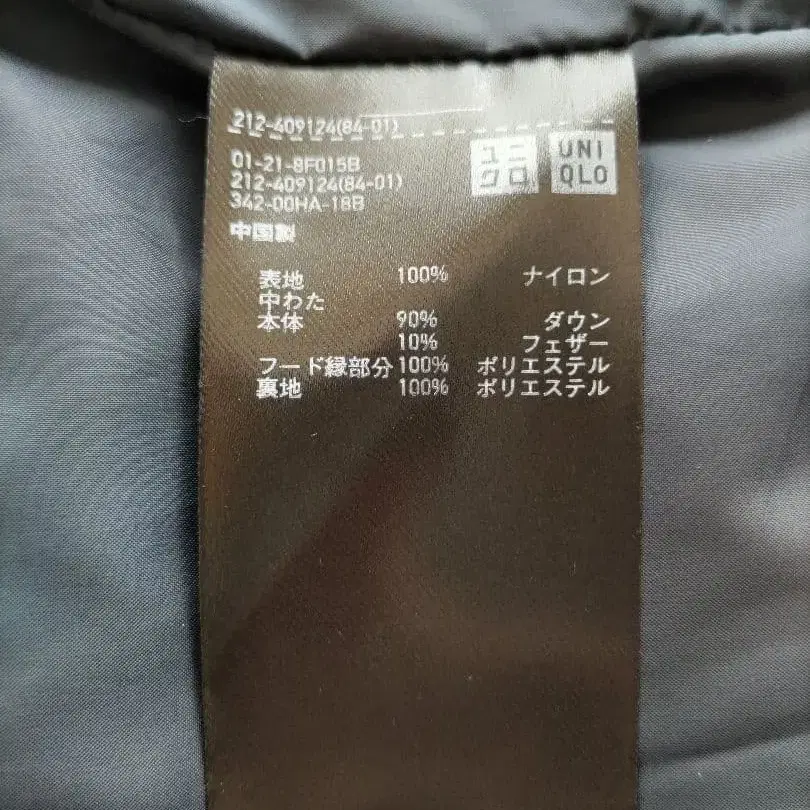 212-409124(84-01)
01-21-8F015B
212-409124(84-01)
342-00HA-18B
中国製
ユニクロ
UNIQLO
表地 100% ナイロン
中わた
本体 90% ダウン
10% フェザー
フード縁部分 100% ポリエステル
裏地 100% ポリエステル